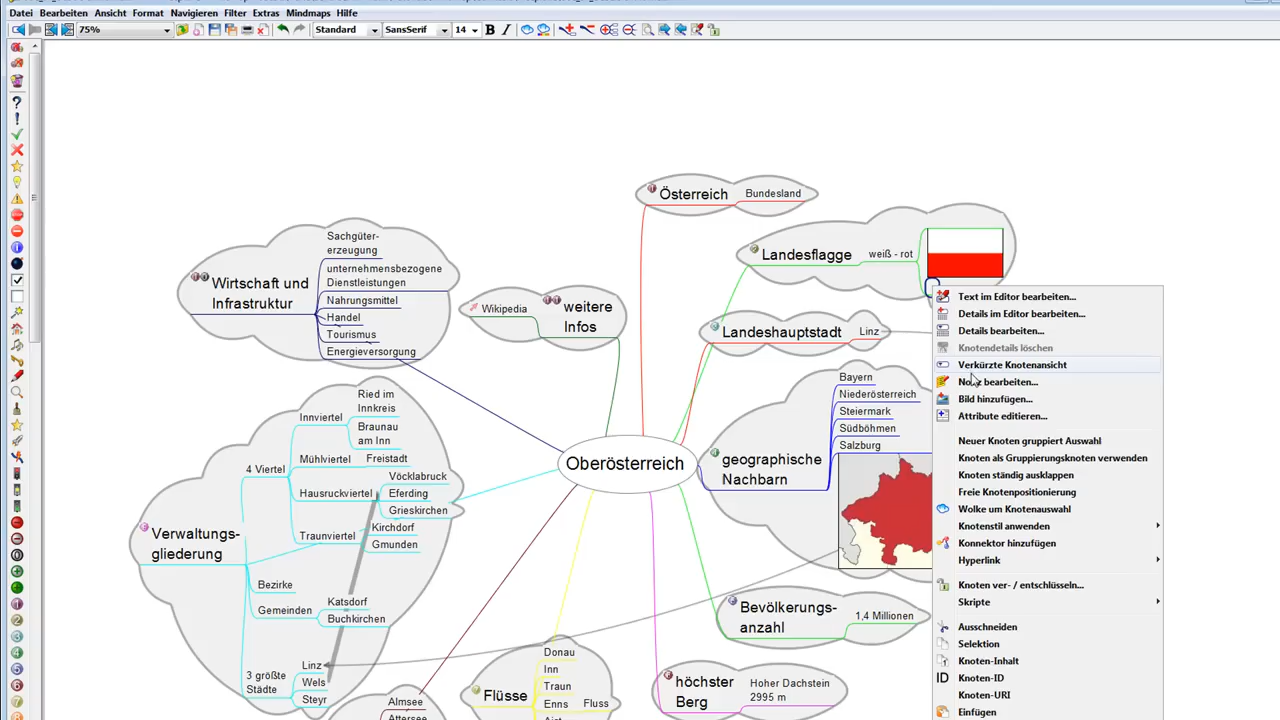 Datei Bearbeiten Ansicht Format Navigieren Filter Extras Mindmaps Hilfe
75% Standard SansSerif 14 B I
Österreich Bundesland
Landesflagge weiß - rot
Landeshauptstadt Linz
geographische
Nachbarn
Bayern
Niederösterreich
Steiermark
Südböhmen
Salzburg
Bevölkerungs-
anzahl
1,4 Millionen
höchster
Berg
Hoher Dachstein
2995 m
Oberösterreich
weitere
Infos
Wikipedia
Wirtschaft und
Infrastruktur
Sachgüter-
erzeugung
unternehmensbezogene
Dienstleistungen
Nahrungsmittel
Handel
Tourismus
Energieversorgung
Verwaltungs-
gliederung
4 Viertel
Innviertel
Ried im
Innkreis
Braunau
am Inn
Mühlviertel Freistadt
Hausruckviertel
Vöcklabruck
Eferding
Grieskirchen
Traunviertel
Kirchdorf
Gmunden
Bezirke
Gemeinden
Katsdorf
Buchkirchen
3 größte
Städte
Linz
Wels
Steyr
Almsee
Flüsse
Donau
Inn
Traun
Enns Fluss
Text im Editor bearbeiten...
Details im Editor bearbeiten...
Details bearbeiten...
Knotendetails löschen
Verkürzte Knotenansicht
Notiz bearbeiten...
Bild hinzufügen...
Attribute editieren...
Neuer Knoten gruppiert Auswahl
Knoten als Gruppierungsknoten verwenden
Knoten ständig ausklappen
Freie Knotenpositionierung
Wolke um Knotenauswahl
Knotenstil anwenden
Konnektor hinzufügen
Hyperlink
Knoten ver- / entschlüsseln...
Skripte
Ausschneiden
Selektion
Knoten-Inhalt
ID Knoten-ID
Knoten-URI
Einfügen